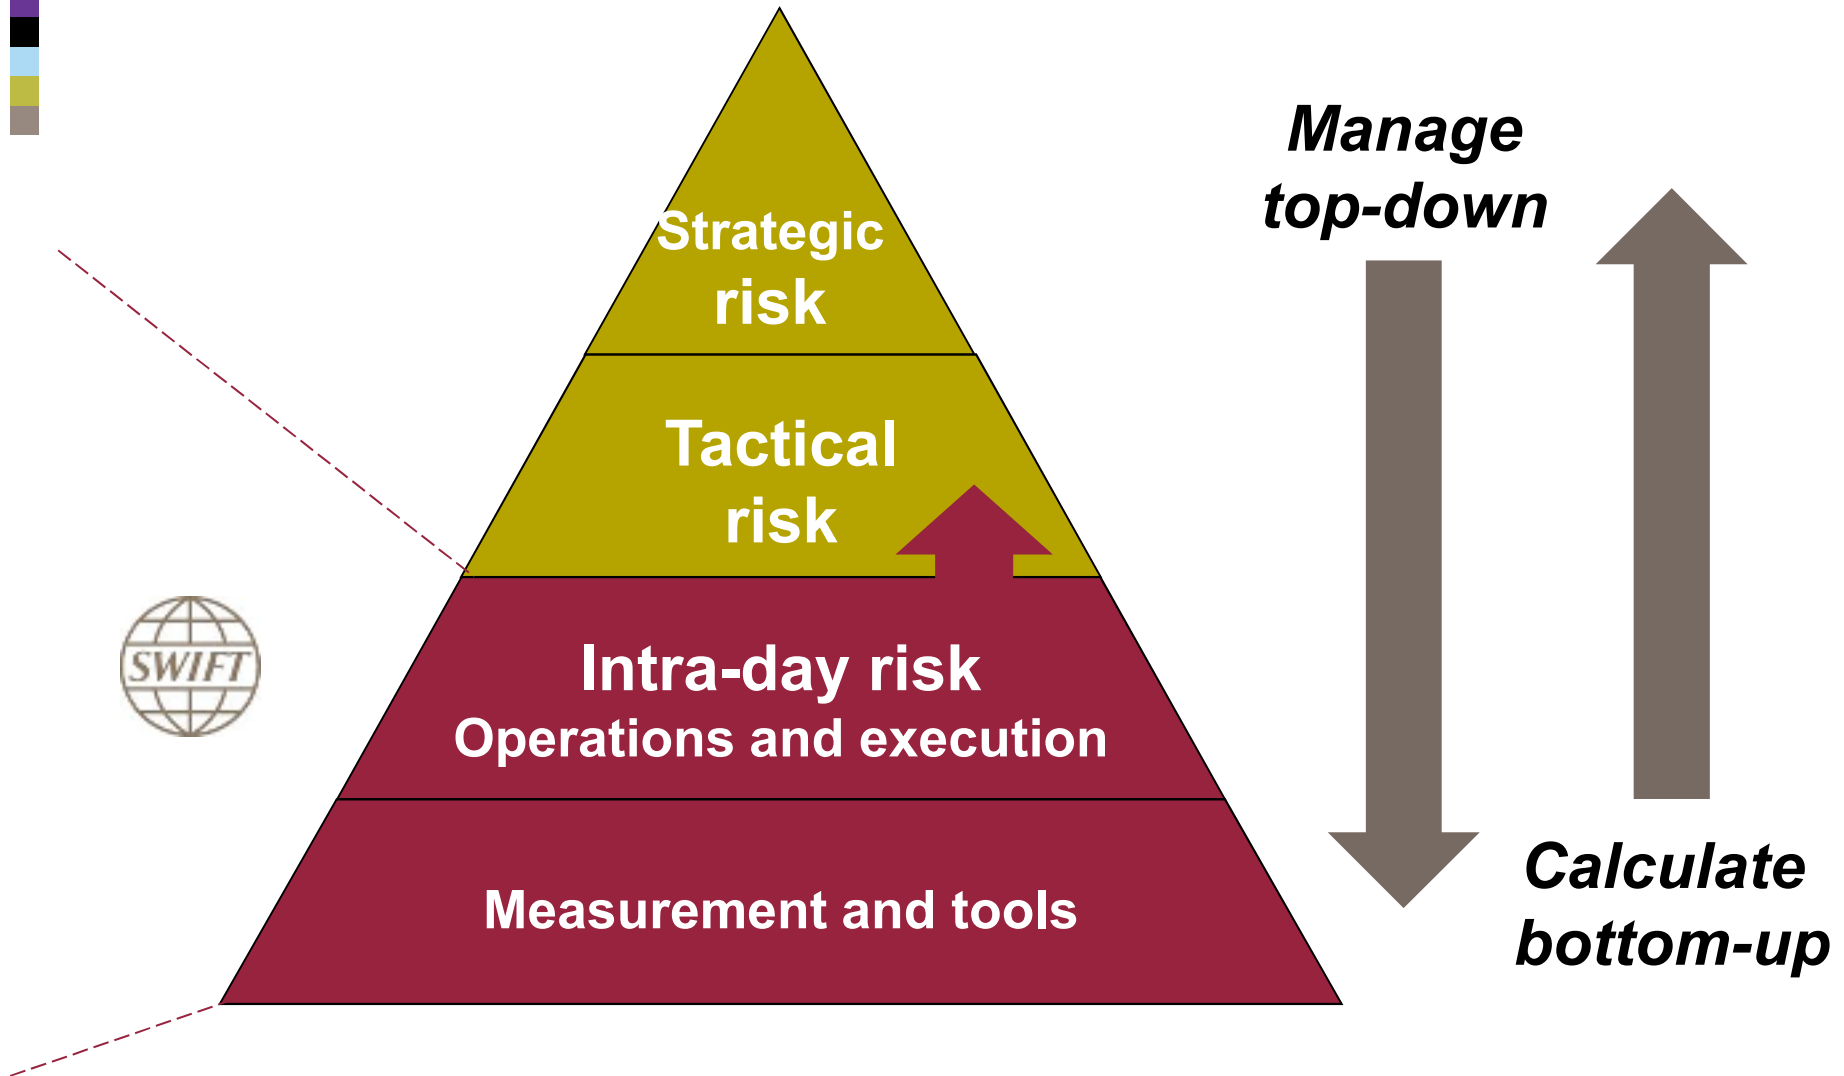 Strategic
risk
Tactical
risk
Intra-day risk
Operations and execution
Measurement and tools
SWIFT
Manage
top-down
Calculate
bottom-up